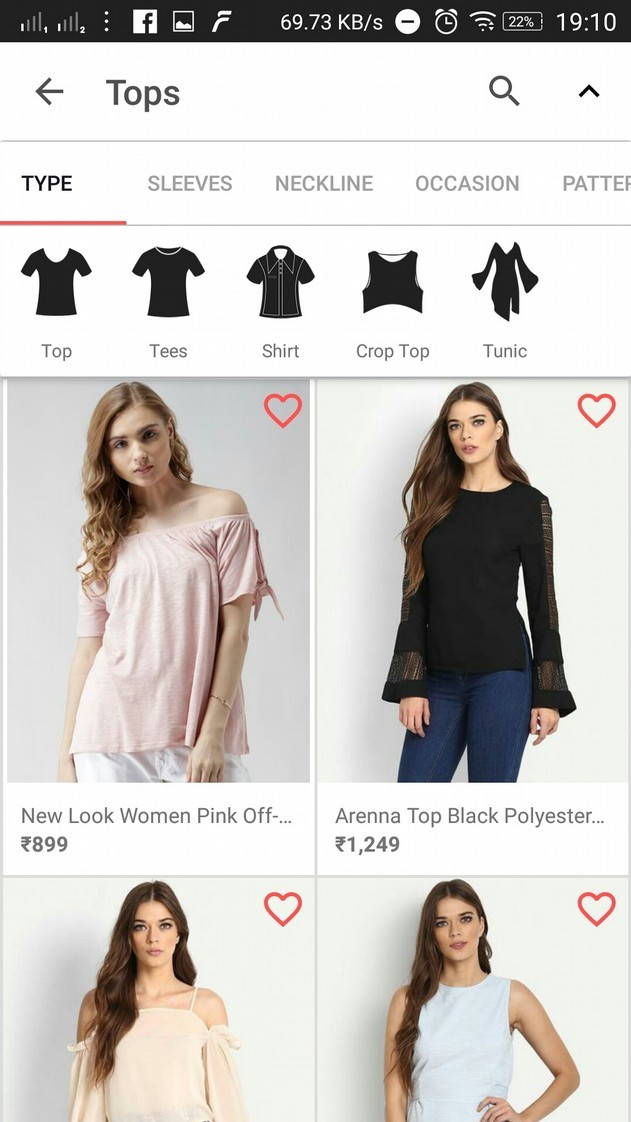 69.73 KB/s 22% 19:10
Tops
TYPE SLEEVES NECKLINE OCCASION PATTER
Top Tees Shirt Crop Top Tunic
New Look Women Pink Off-...
₹899
Arenna Top Black Polyester...
₹1,249